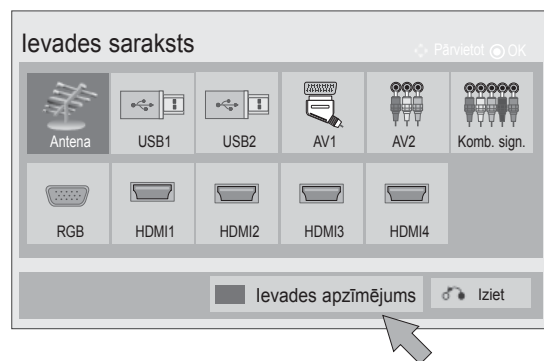 Ievades saraksts
Pārvietot OK
Antena USB1 USB2 AV1 AV2 Komb. sign.
RGB HDMI1 HDMI2 HDMI3 HDMI4
Ievades apzīmējums Iziet